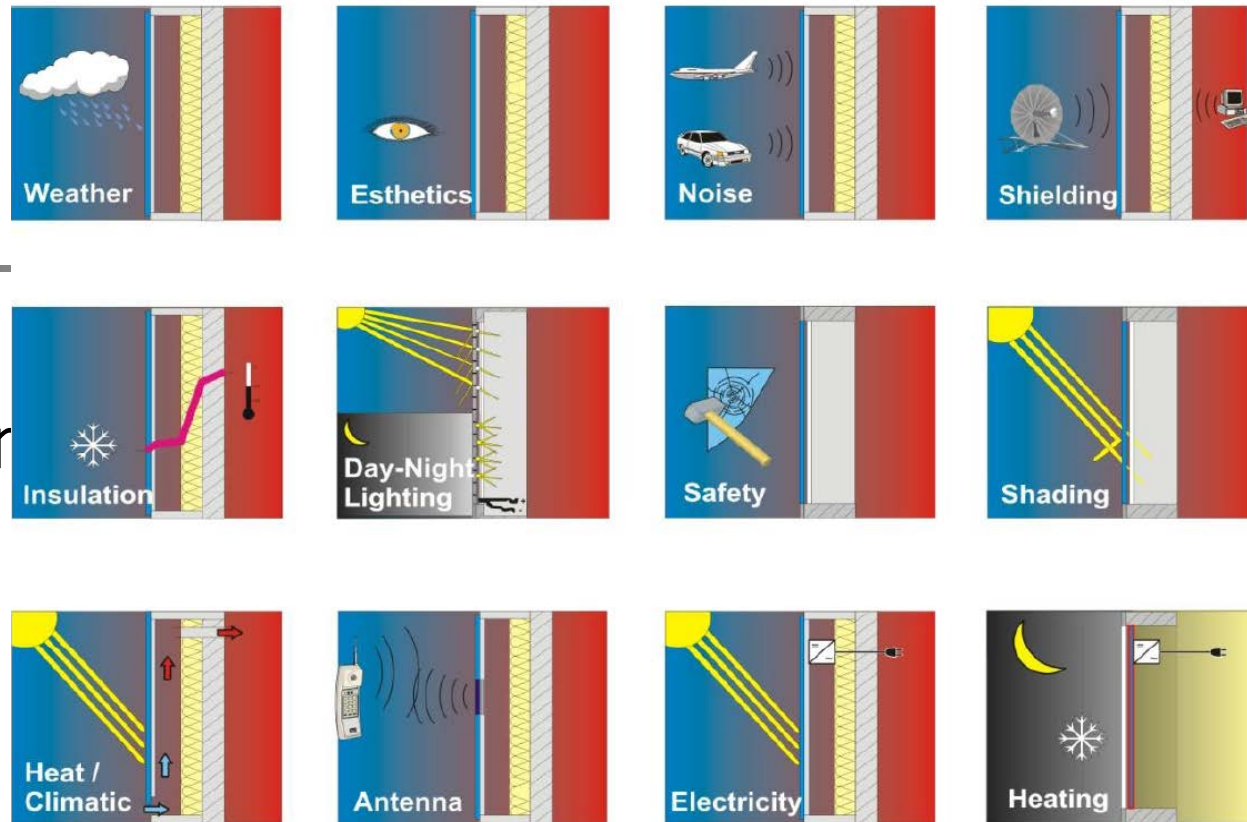 Weather
Esthetics
Noise
Shielding
r
Insulation
Day-Night
Lighting
Safety
Shading
Heat /
Climatic
Antenna
Electricity
Heating